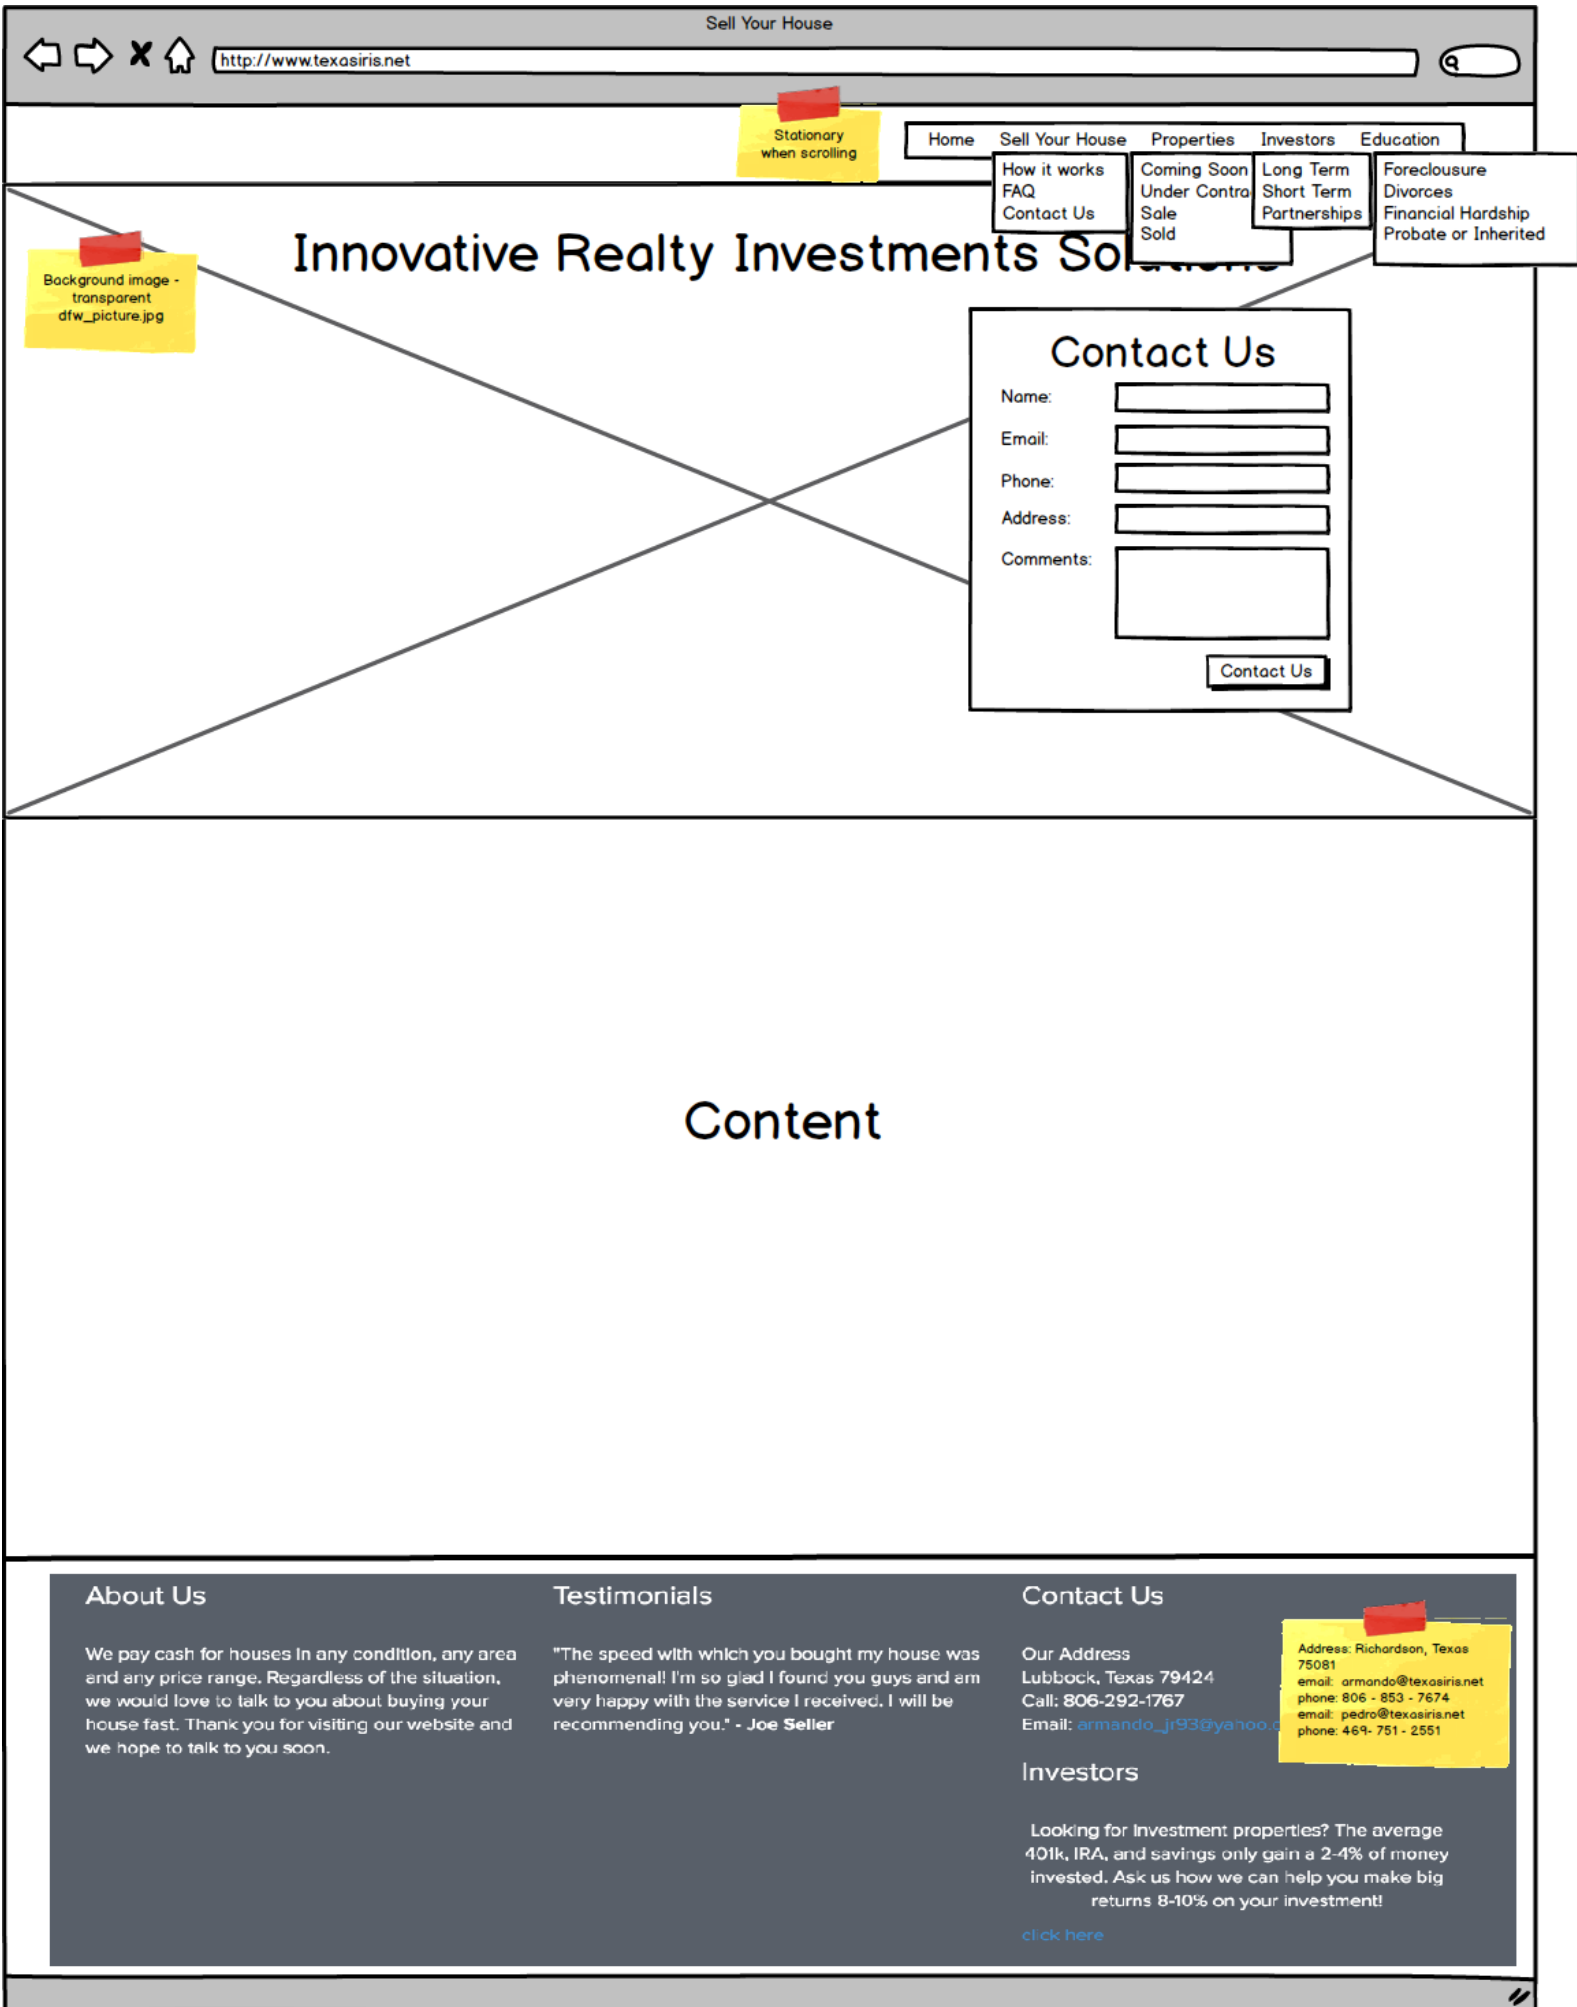 Sell Your House
http://www.texasiris.net
Stationary
when scrolling
Home Sell Your House Properties Investors Education
How it works
FAQ
Contact Us
Coming Soon
Under Contra
Sale
Sold
Long Term
Short Term
Partnerships
Foreclousure
Divorces
Financial Hardship
Probate or Inherited
Innovative Realty Investments Solutions
Background image -
transparent
dfw_picture.jpg
Contact Us
Name:
Email:
Phone:
Address:
Comments:
Contact Us
Content
About Us
We pay cash for houses in any condition, any area
and any price range. Regardless of the situation,
we would love to talk to you about buying your
house fast. Thank you for visiting our website and
we hope to talk to you soon.
Testimonials
"The speed with which you bought my house was
phenomenal! I'm so glad I found you guys and am
very happy with the service I received. I will be
recommending you." - Joe Seller
Contact Us
Our Address
Lubbock, Texas 79424
Call: 806-292-1767
Email: armando_jr93@yahoo.c
Address: Richardson, Texas
75081
email: armando@texasiris.net
phone: 806 - 853 - 7674
email: pedro@texasiris.net
phone: 469- 751 - 2551
Investors
Looking for investment properties? The average
401k, IRA, and savings only gain a 2-4% of money
invested. Ask us how we can help you make big
returns 8-10% on your investment!
click here